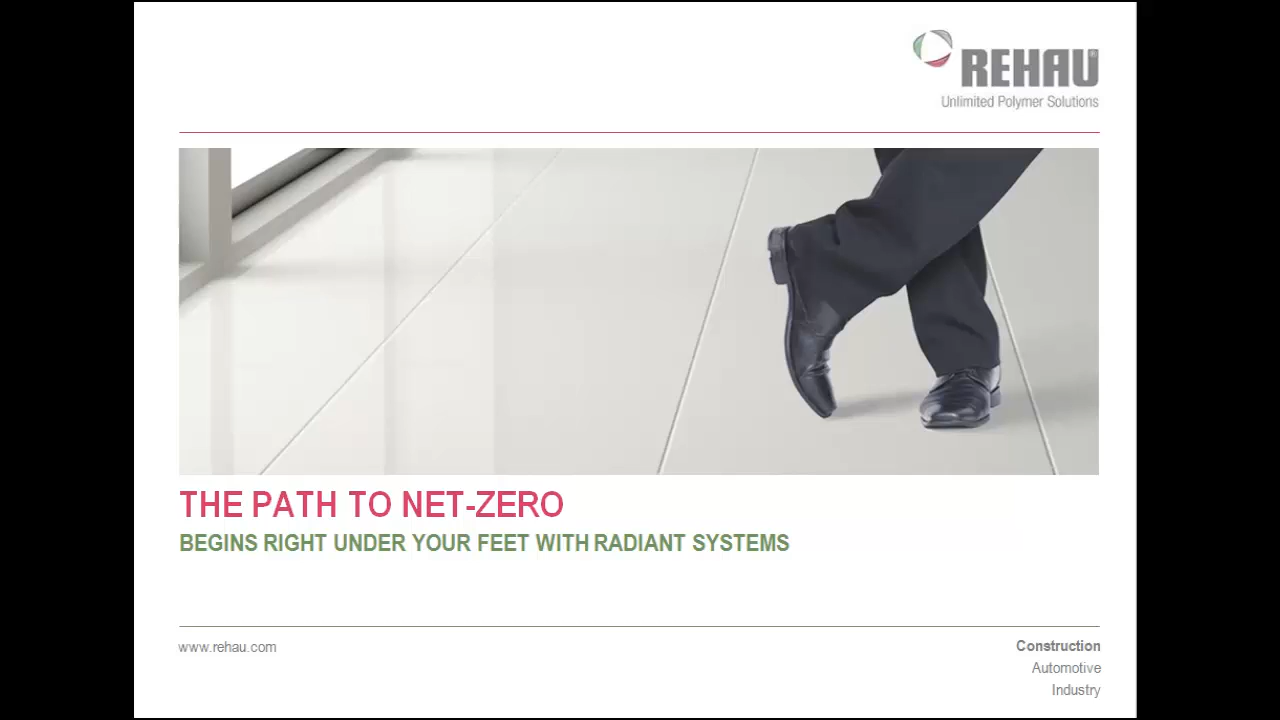 REHAU®
Unlimited Polymer Solutions
THE PATH TO NET-ZERO
BEGINS RIGHT UNDER YOUR FEET WITH RADIANT SYSTEMS
www.rehau.com
Construction
Automotive
Industry